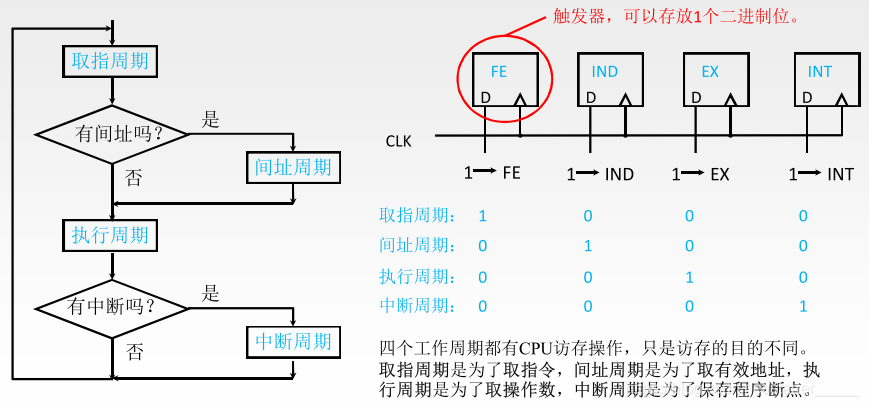 触发器，可以存放1个二进制位。
取指周期
有间址吗？
是
间址周期
否
执行周期
有中断吗？
是
中断周期
否
FE
IND
EX
INT
D
D
D
D
CLK
1 → FE
1 → IND
1 → EX
1 → INT
取指周期： 1 0 0 0
间址周期： 0 1 0 0
执行周期： 0 0 1 0
中断周期： 0 0 0 1
四个工作周期都有CPU访存操作，只是访存的目的不同。
取指周期是为了取指令，间址周期是为了取有效地址，执
行周期是为了取操作数，中断周期是为了保存程序断点。